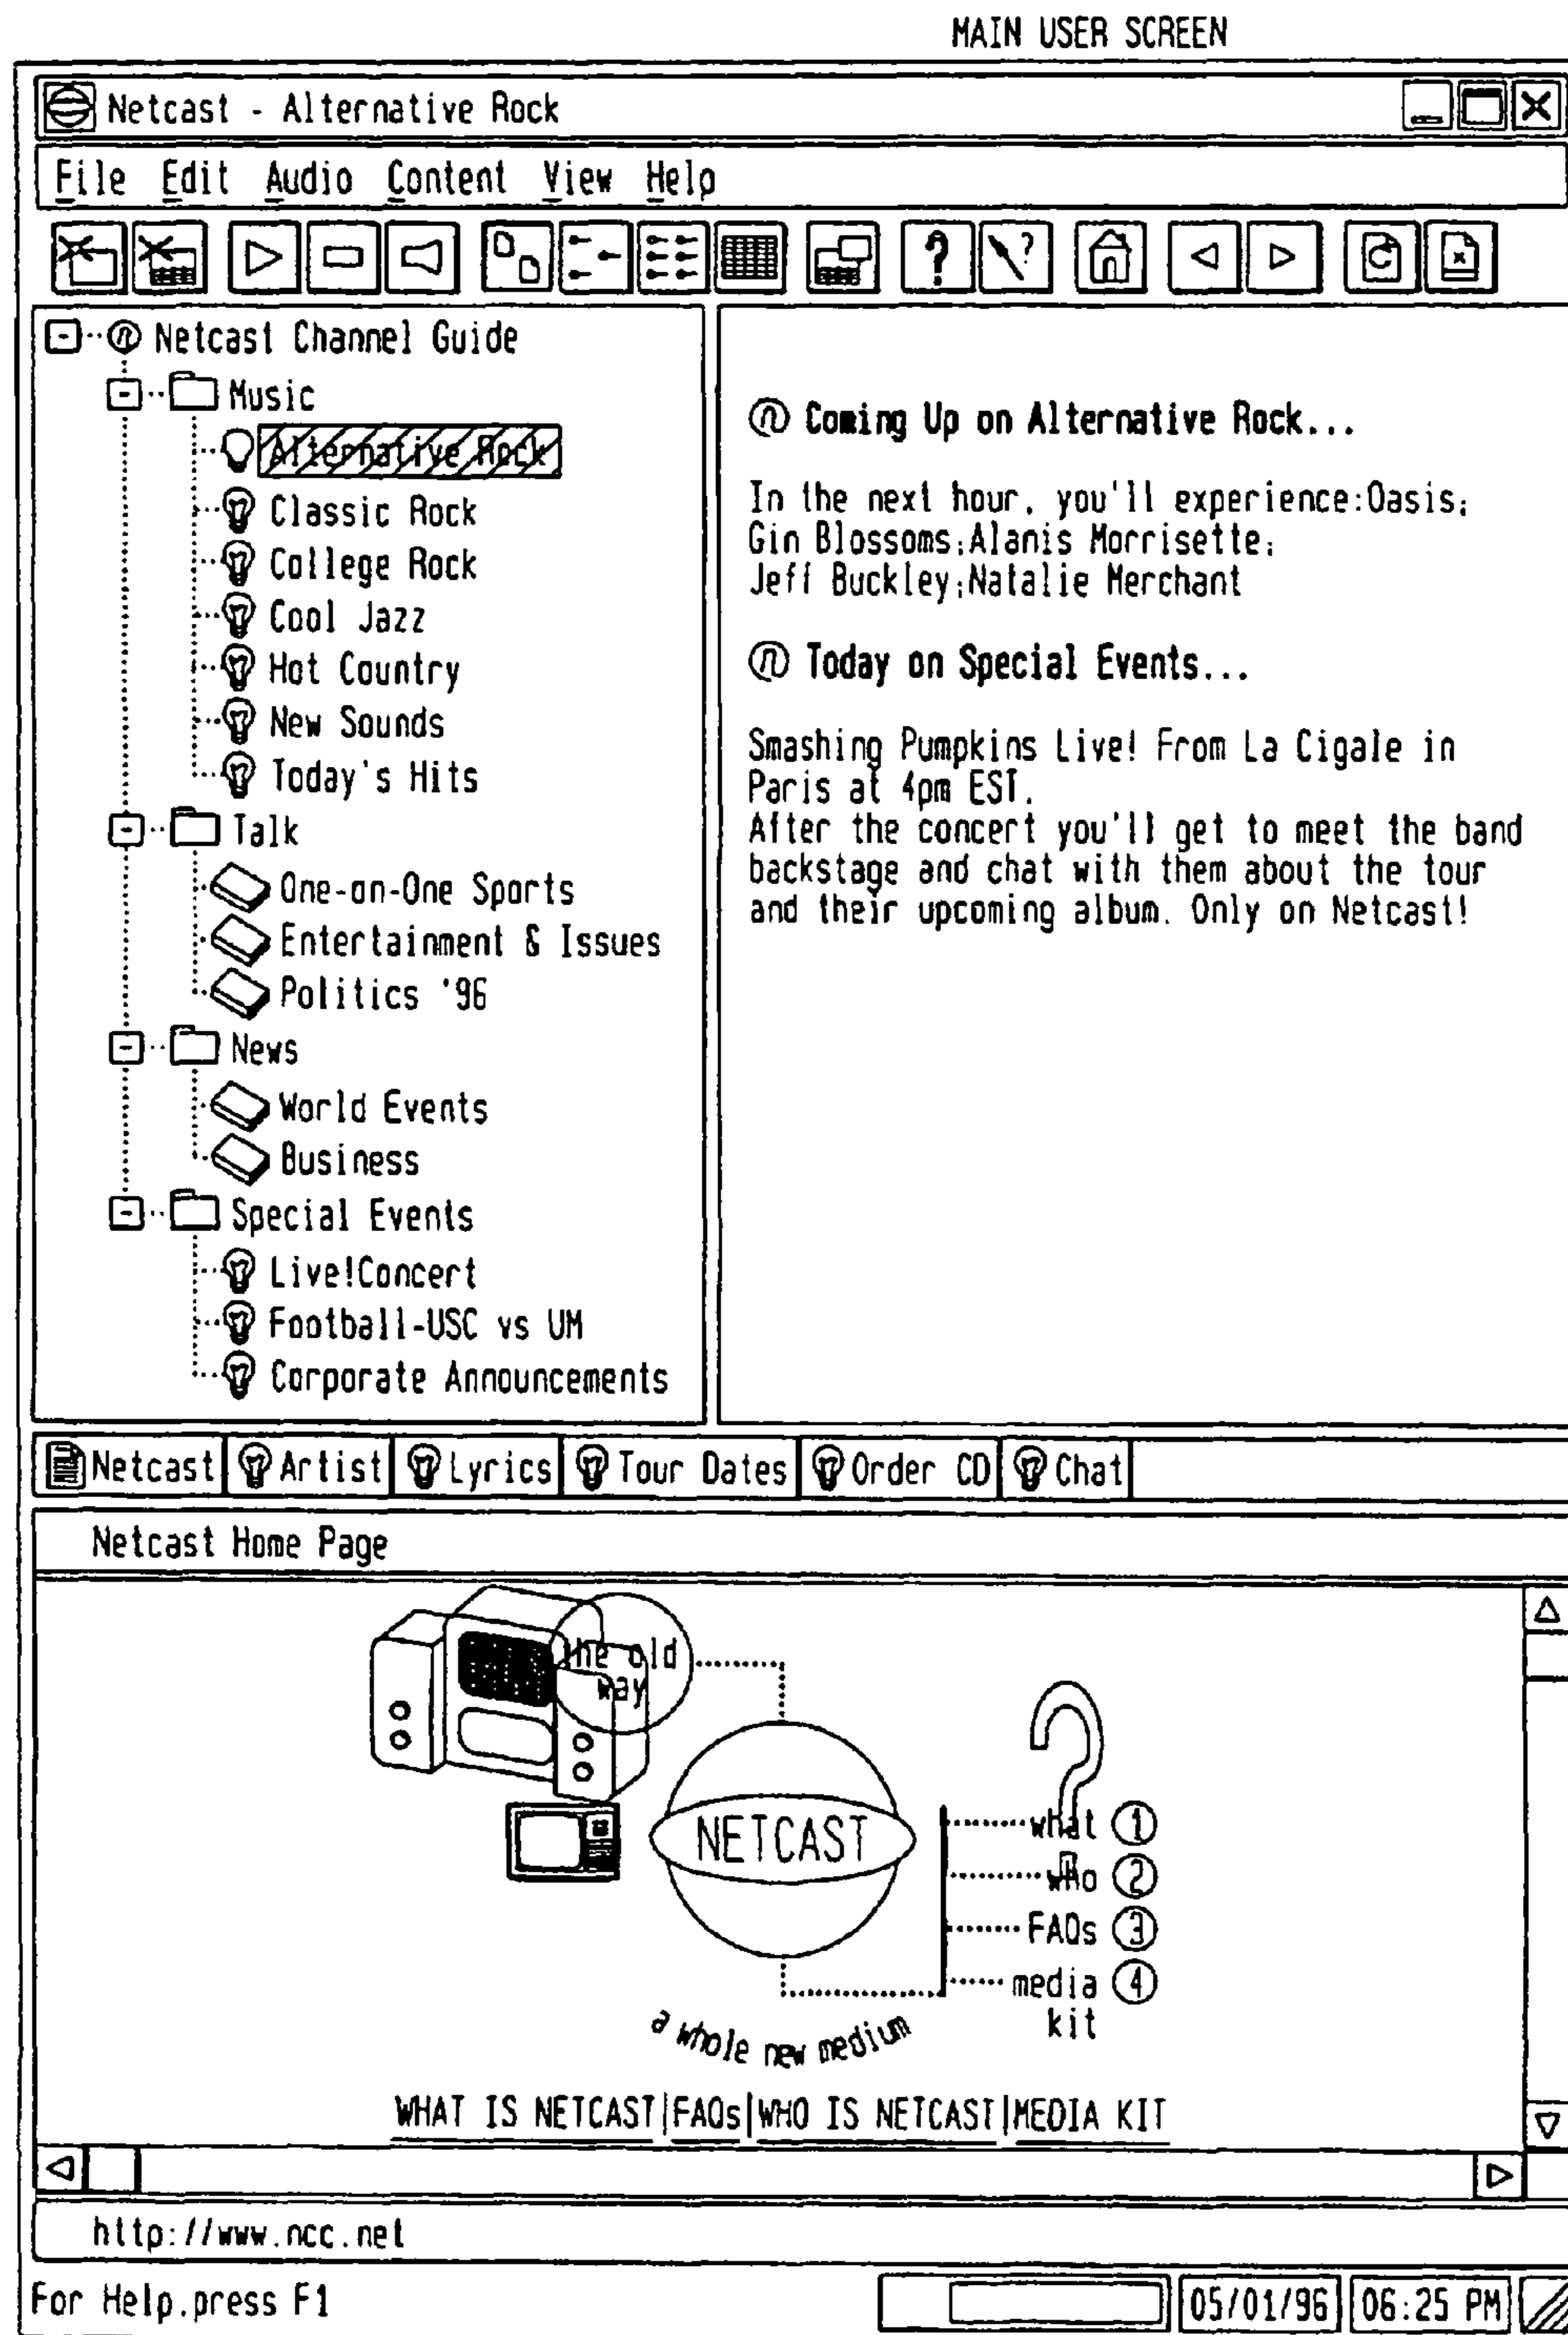 MAIN USER SCREEN
Netcast - Alternative Rock
File Edit Audio Content View Help
Netcast Channel Guide
Music
Alternative Rock
Classic Rock
College Rock
Cool Jazz
Hot Country
New Sounds
Today's Hits
Talk
One-on-One Sports
Entertainment & Issues
Politics '96
News
World Events
Business
Special Events
Live!Concert
Football-USC vs UM
Corporate Announcements
Coming Up on Alternative Rock...
In the next hour, you'll experience:Oasis;
Gin Blossoms;Alanis Morrisette;
Jeff Buckley;Natalie Merchant
Today on Special Events...
Smashing Pumpkins Live! From La Cigale in
Paris at 4pm EST.
After the concert you'll get to meet the band
backstage and chat with them about the tour
and their upcoming album. Only on Netcast!
Netcast Artist Lyrics Tour Dates Order CD Chat
Netcast Home Page
the old
way
NETCAST
what 1
who 2
FAQs 3
media 4
kit
a whole new medium
WHAT IS NETCAST|FAQs|WHO IS NETCAST|MEDIA KIT
http://www.ncc.net
For Help,press F1 05/01/96 06:25 PM